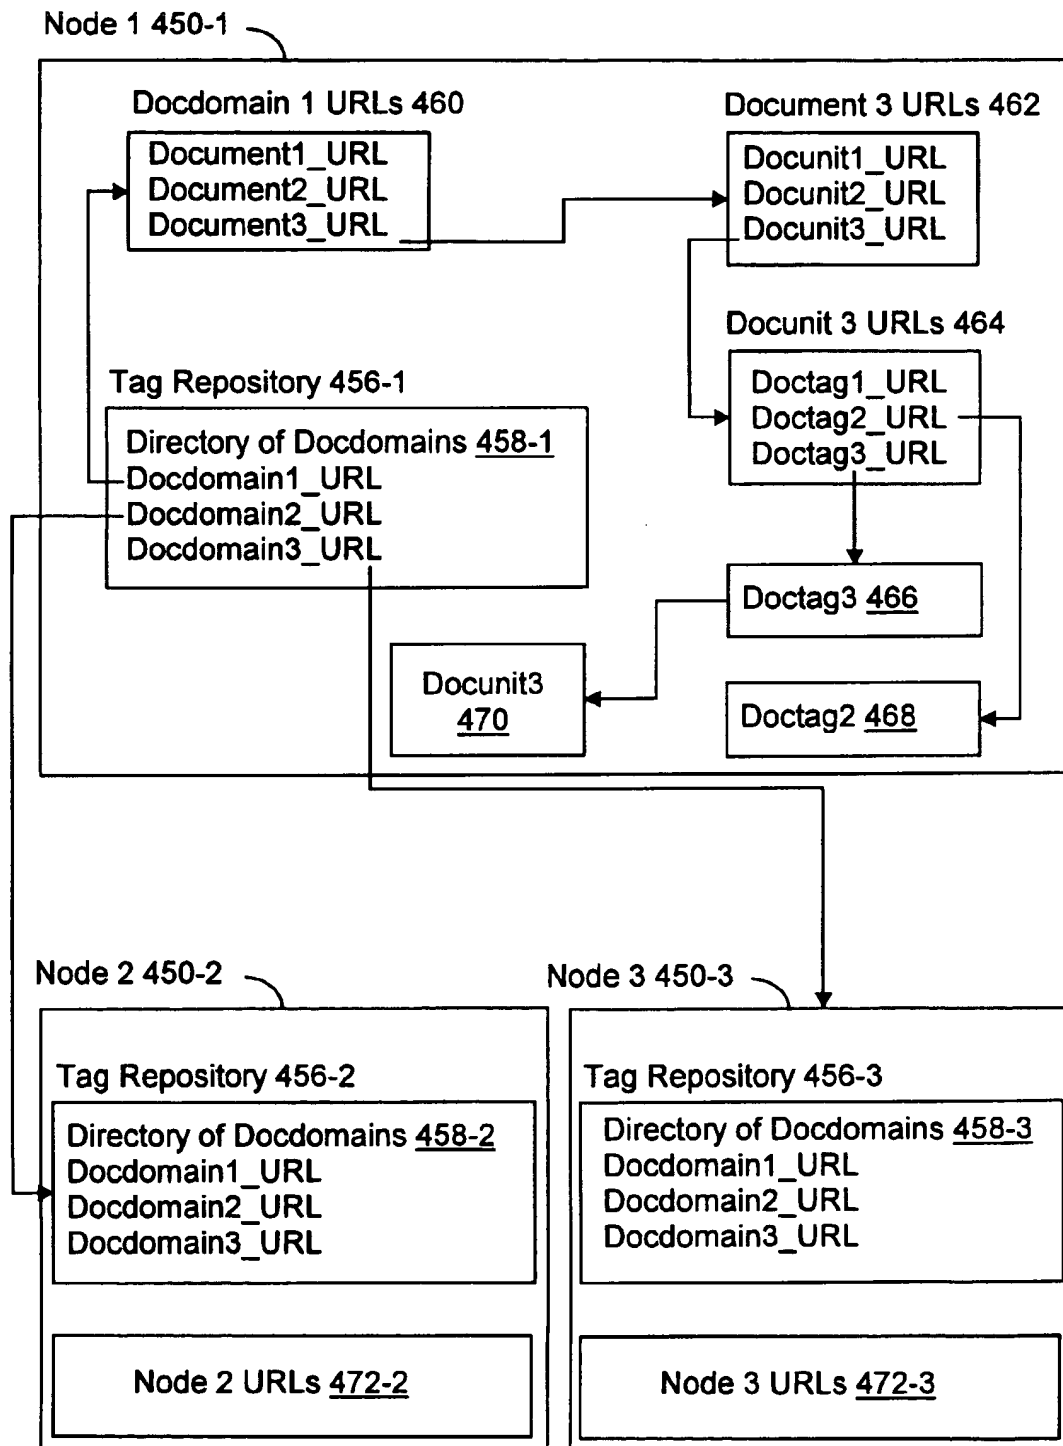 Node 1 450-1
Docdomain 1 URLs 460
Document1_URL
Document2_URL
Document3_URL
Document 3 URLs 462
Docunit1_URL
Docunit2_URL
Docunit3_URL
Docunit 3 URLs 464
Doctag1_URL
Doctag2_URL
Doctag3_URL
Tag Repository 456-1
Directory of Docdomains 458-1
Docdomain1_URL
Docdomain2_URL
Docdomain3_URL
Doctag3 466
Docunit3
470
Doctag2 468
Node 2 450-2
Tag Repository 456-2
Directory of Docdomains 458-2
Docdomain1_URL
Docdomain2_URL
Docdomain3_URL
Node 2 URLs 472-2
Node 3 450-3
Tag Repository 456-3
Directory of Docdomains 458-3
Docdomain1_URL
Docdomain2_URL
Docdomain3_URL
Node 3 URLs 472-3